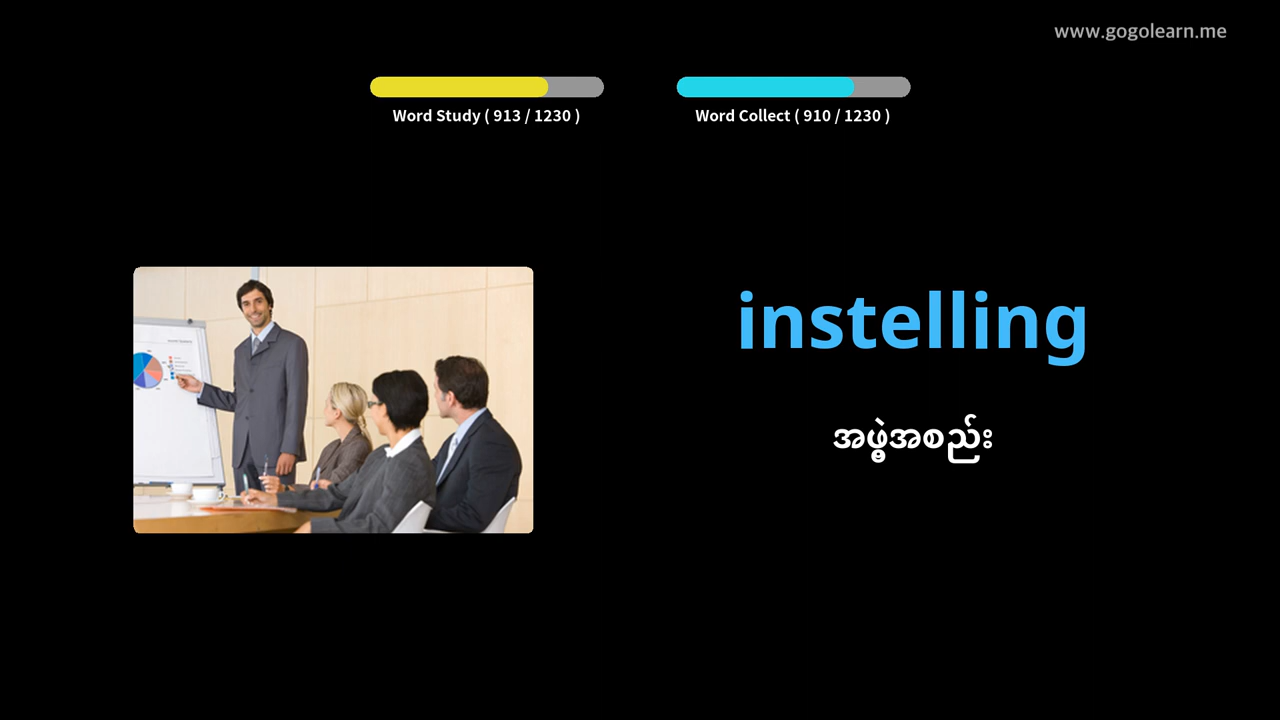 www.gogolearn.me
Word Study ( 913 / 1230 )
Word Collect ( 910 / 1230 )
instelling
အဖွဲ့အစည်း